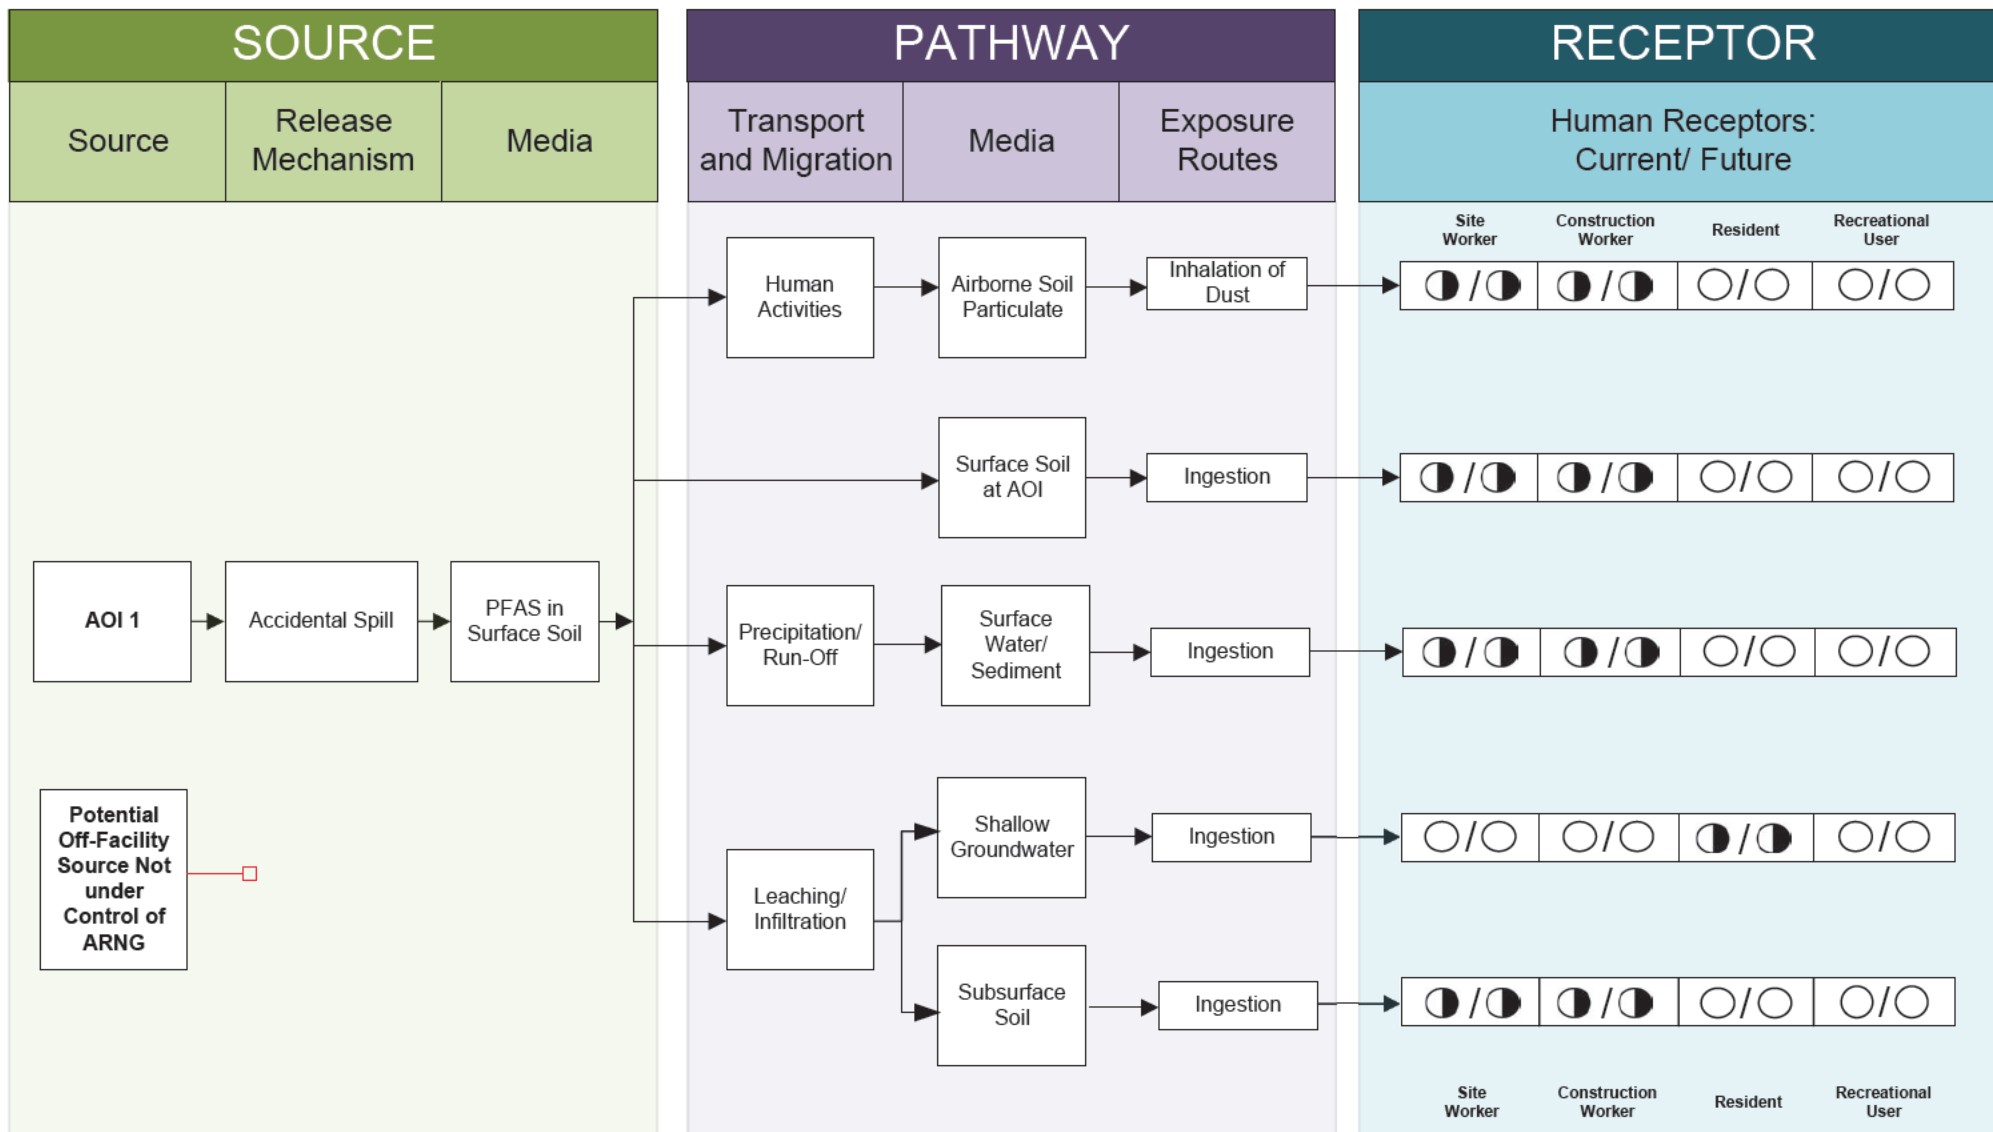 SOURCE
PATHWAY
RECEPTOR
Source
Release
Mechanism
Media
Transport
and Migration
Media
Exposure
Routes
Human Receptors:
Current/ Future
Site
Worker
Construction
Worker
Resident
Recreational
User
Human
Activities
Airborne Soil
Particulate
Inhalation of
Dust
/
/
/
/
Surface Soil
at AOI
Ingestion
/
/
/
/
AOI 1
Accidental Spill
PFAS in
Surface Soil
Precipitation/
Run-Off
Surface
Water/
Sediment
Ingestion
/
/
/
/
Potential
Off-Facility
Source Not
under
Control of
ARNG
Leaching/
Infiltration
Shallow
Groundwater
Ingestion
/
/
/
/
Subsurface
Soil
Ingestion
/
/
/
/
Site
Worker
Construction
Worker
Resident
Recreational
User